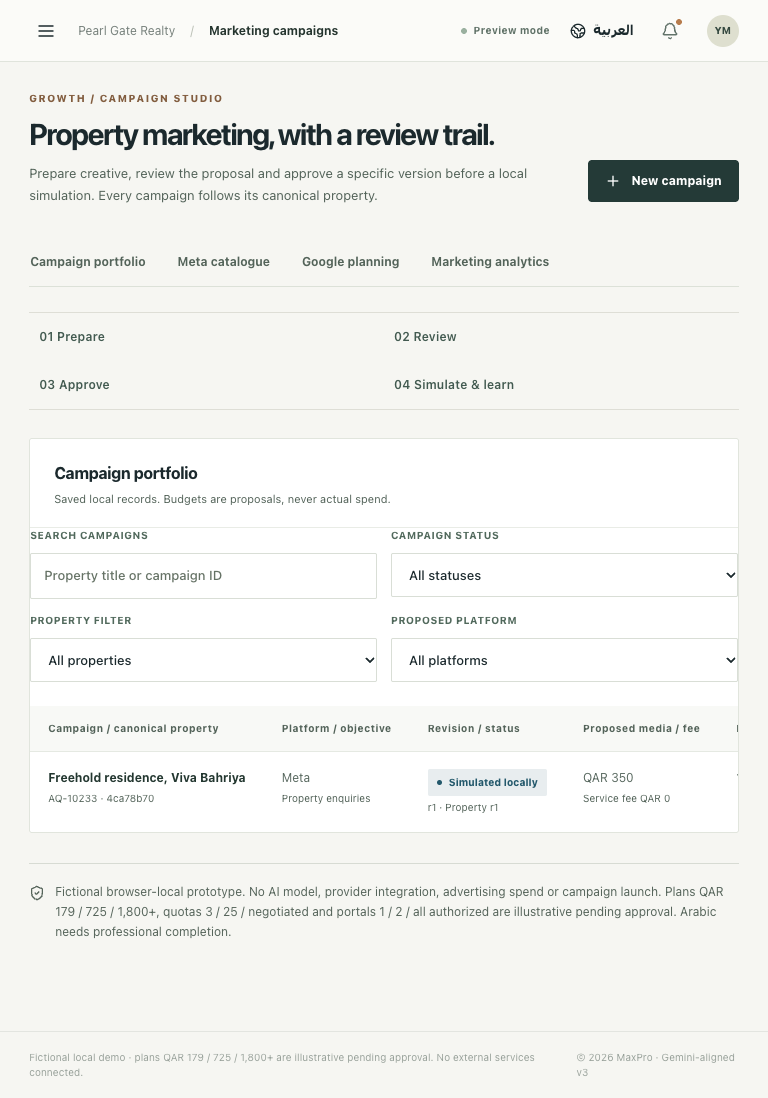 Pearl Gate Realty / Marketing campaigns
Preview mode
العربية
YM
GROWTH / CAMPAIGN STUDIO
Property marketing, with a review trail.
Prepare creative, review the proposal and approve a specific version before a local
simulation. Every campaign follows its canonical property.
New campaign
Campaign portfolio Meta catalogue Google planning Marketing analytics
01 Prepare 02 Review
03 Approve 04 Simulate & learn
Campaign portfolio
Saved local records. Budgets are proposals, never actual spend.
SEARCH CAMPAIGNS CAMPAIGN STATUS
Property title or campaign ID All statuses
PROPERTY FILTER PROPOSED PLATFORM
All properties All platforms
Campaign / canonical property Platform / objective Revision / status Proposed media / fee
Freehold residence, Viva Bahriya Meta Simulated locally QAR 350
AQ-10233 · 4ca78b70 Property enquiries r1 · Property r1 Service fee QAR 0
Fictional browser-local prototype. No AI model, provider integration, advertising spend or campaign launch. Plans QAR
179 / 725 / 1,800+, quotas 3 / 25 / negotiated and portals 1 / 2 / all authorized are illustrative pending approval. Arabic
needs professional completion.
Fictional local demo · plans QAR 179 / 725 / 1,800+ are illustrative pending approval. No external services
connected.
© 2026 MaxPro · Gemini-aligned
v3